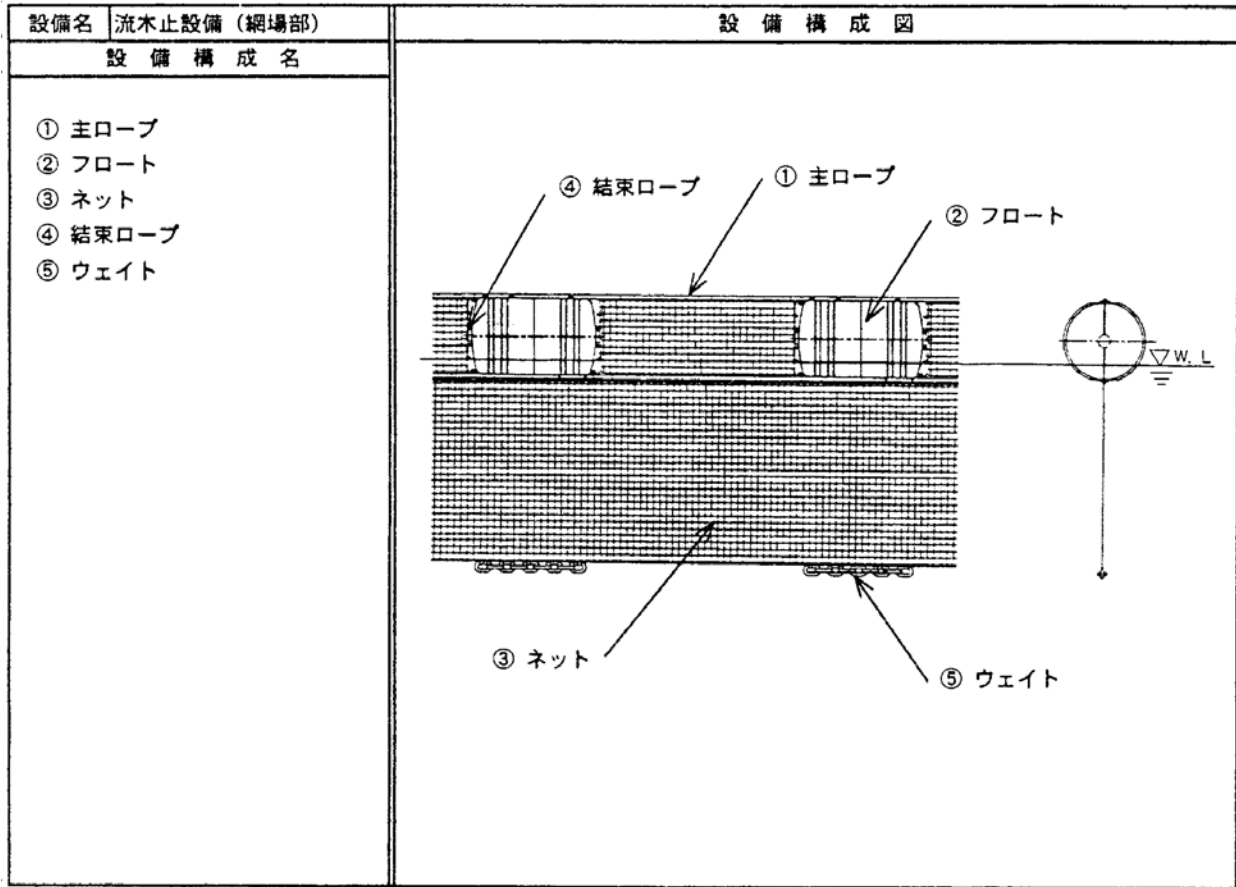 設備名 流木止設備（網場部）
設備構成名
① 主ロープ
② フロート
③ ネット
④ 結束ロープ
⑤ ウェイト
設備構成図
④ 結束ロープ
① 主ロープ
② フロート
W. L
③ ネット
⑤ ウェイト